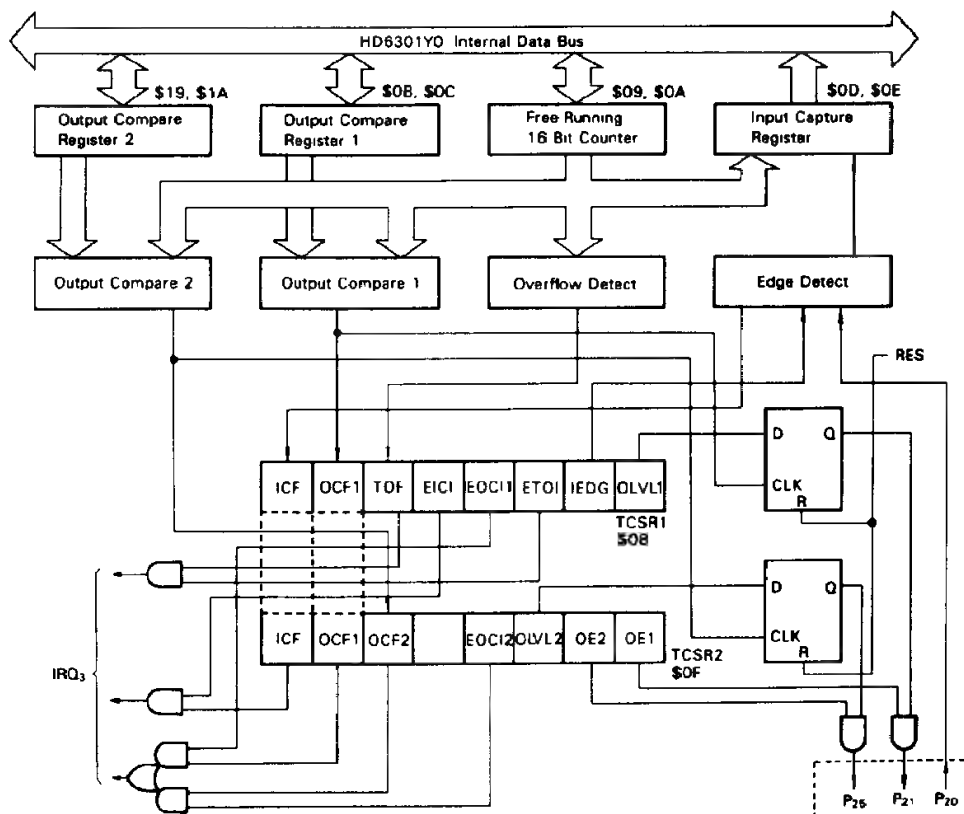 HD6301Y0 Internal Data Bus
$19, $1A
$0B, $0C
$09, $0A
$0D, $0E
Output Compare
Register 2
Output Compare
Register 1
Free Running
16 Bit Counter
Input Capture
Register
Output Compare 2
Output Compare 1
Overflow Detect
Edge Detect
RES
D Q
CLK
R
ICF OCF1 TOF EICI EOCI1 ETOI IEDG OLVL1
TCSR1
$08
D Q
CLK
R
ICF OCF1 OCF2 EOCI2 OLVL2 OE2 OE1
TCSR2
$0F
IRQ₃
P₂₅ P₂₁ P₂₀